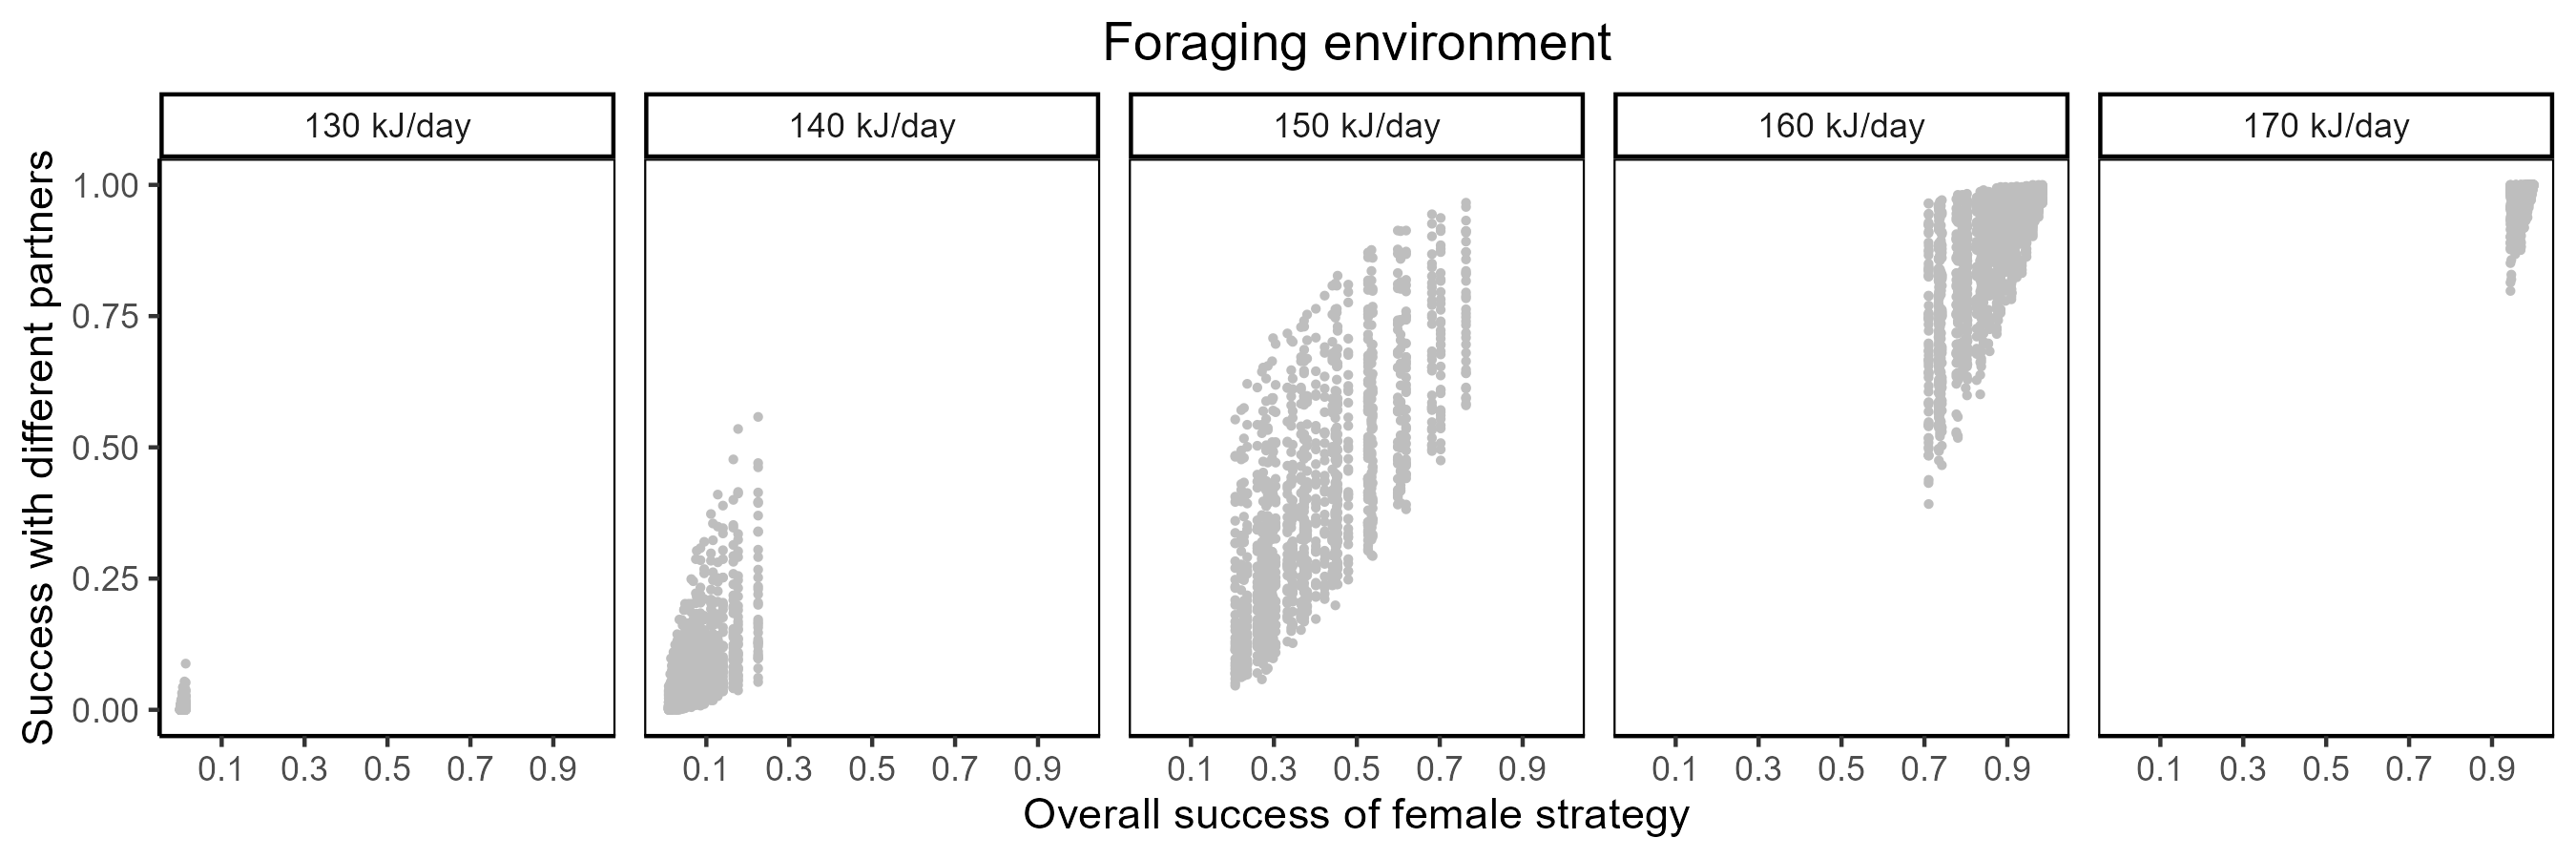 Foraging environment
130 kJ/day
140 kJ/day
150 kJ/day
160 kJ/day
170 kJ/day
Success with different partners
1.00
0.75
0.50
0.25
0.00
0.1 0.3 0.5 0.7 0.9
0.1 0.3 0.5 0.7 0.9
0.1 0.3 0.5 0.7 0.9
0.1 0.3 0.5 0.7 0.9
0.1 0.3 0.5 0.7 0.9
Overall success of female strategy